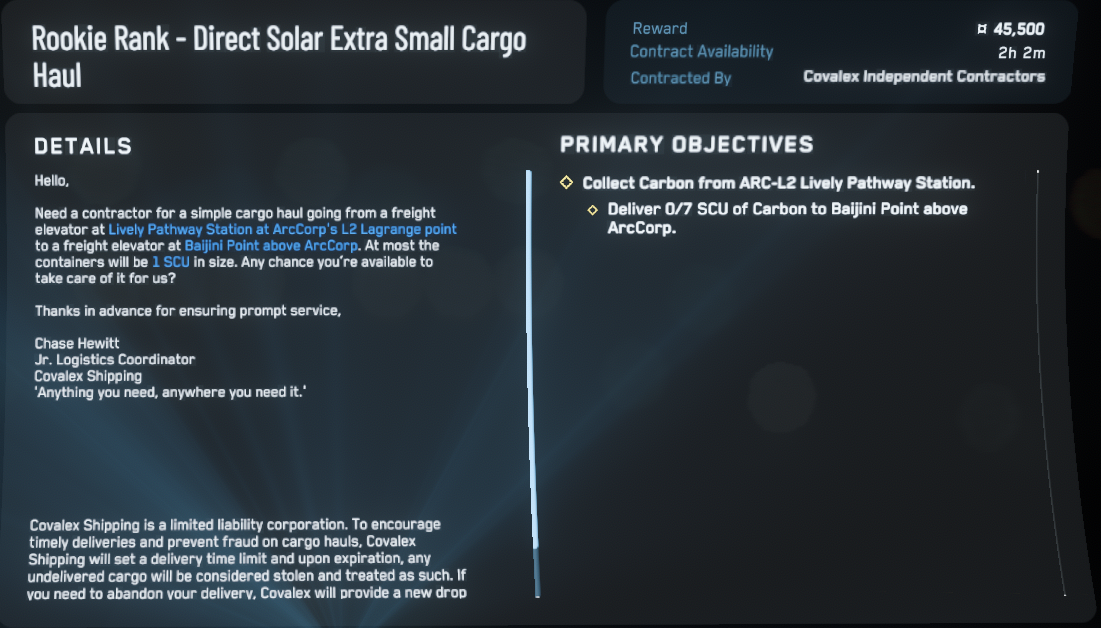 Rookie Rank - Direct Solar Extra Small Cargo
Haul
Reward ¤ 45,500
Contract Availability 2h 2m
Contracted By Covalex Independent Contractors
DETAILS
Hello,
Need a contractor for a simple cargo haul going from a freight
elevator at Lively Pathway Station at ArcCorp's L2 Lagrange point
to a freight elevator at Baijini Point above ArcCorp. At most the
containers will be 1 SCU in size. Any chance you're available to
take care of it for us?
Thanks in advance for ensuring prompt service,
Chase Hewitt
Jr. Logistics Coordinator
Covalex Shipping
'Anything you need, anywhere you need it.'
Covalex Shipping is a limited liability corporation. To encourage
timely deliveries and prevent fraud on cargo hauls, Covalex
Shipping will set a delivery time limit and upon expiration, any
undelivered cargo will be considered stolen and treated as such. If
you need to abandon your delivery, Covalex will provide a new drop
PRIMARY OBJECTIVES
Collect Carbon from ARC-L2 Lively Pathway Station.
Deliver 0/7 SCU of Carbon to Baijini Point above
ArcCorp.